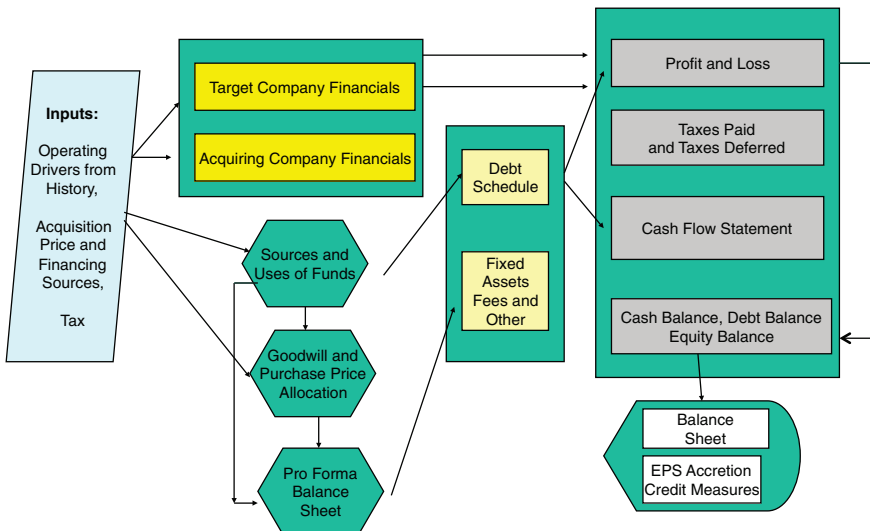 Inputs:
Operating
Drivers from
History,
Acquisition
Price and
Financing
Sources,
Tax
Target Company Financials
Acquiring Company Financials
Sources and
Uses of Funds
Goodwill and
Purchase Price
Allocation
Pro Forma
Balance
Sheet
Debt
Schedule
Fixed
Assets
Fees and
Other
Profit and Loss
Taxes Paid
and Taxes Deferred
Cash Flow Statement
Cash Balance, Debt Balance
Equity Balance
Balance
Sheet
EPS Accretion
Credit Measures